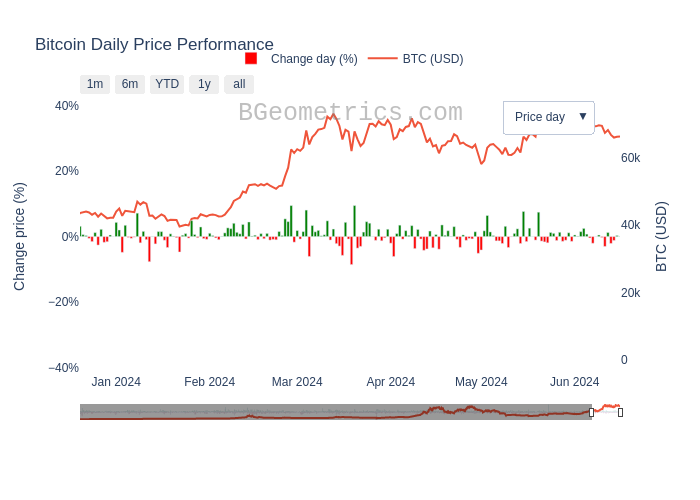 Bitcoin Daily Price Performance
Change day (%) BTC (USD)
1m 6m YTD 1y all
BGeometrics.com
Price day ▼
40%
20%
0%
−20%
−40%
Change price (%)
60k
40k
20k
0
BTC (USD)
Jan 2024 Feb 2024 Mar 2024 Apr 2024 May 2024 Jun 2024